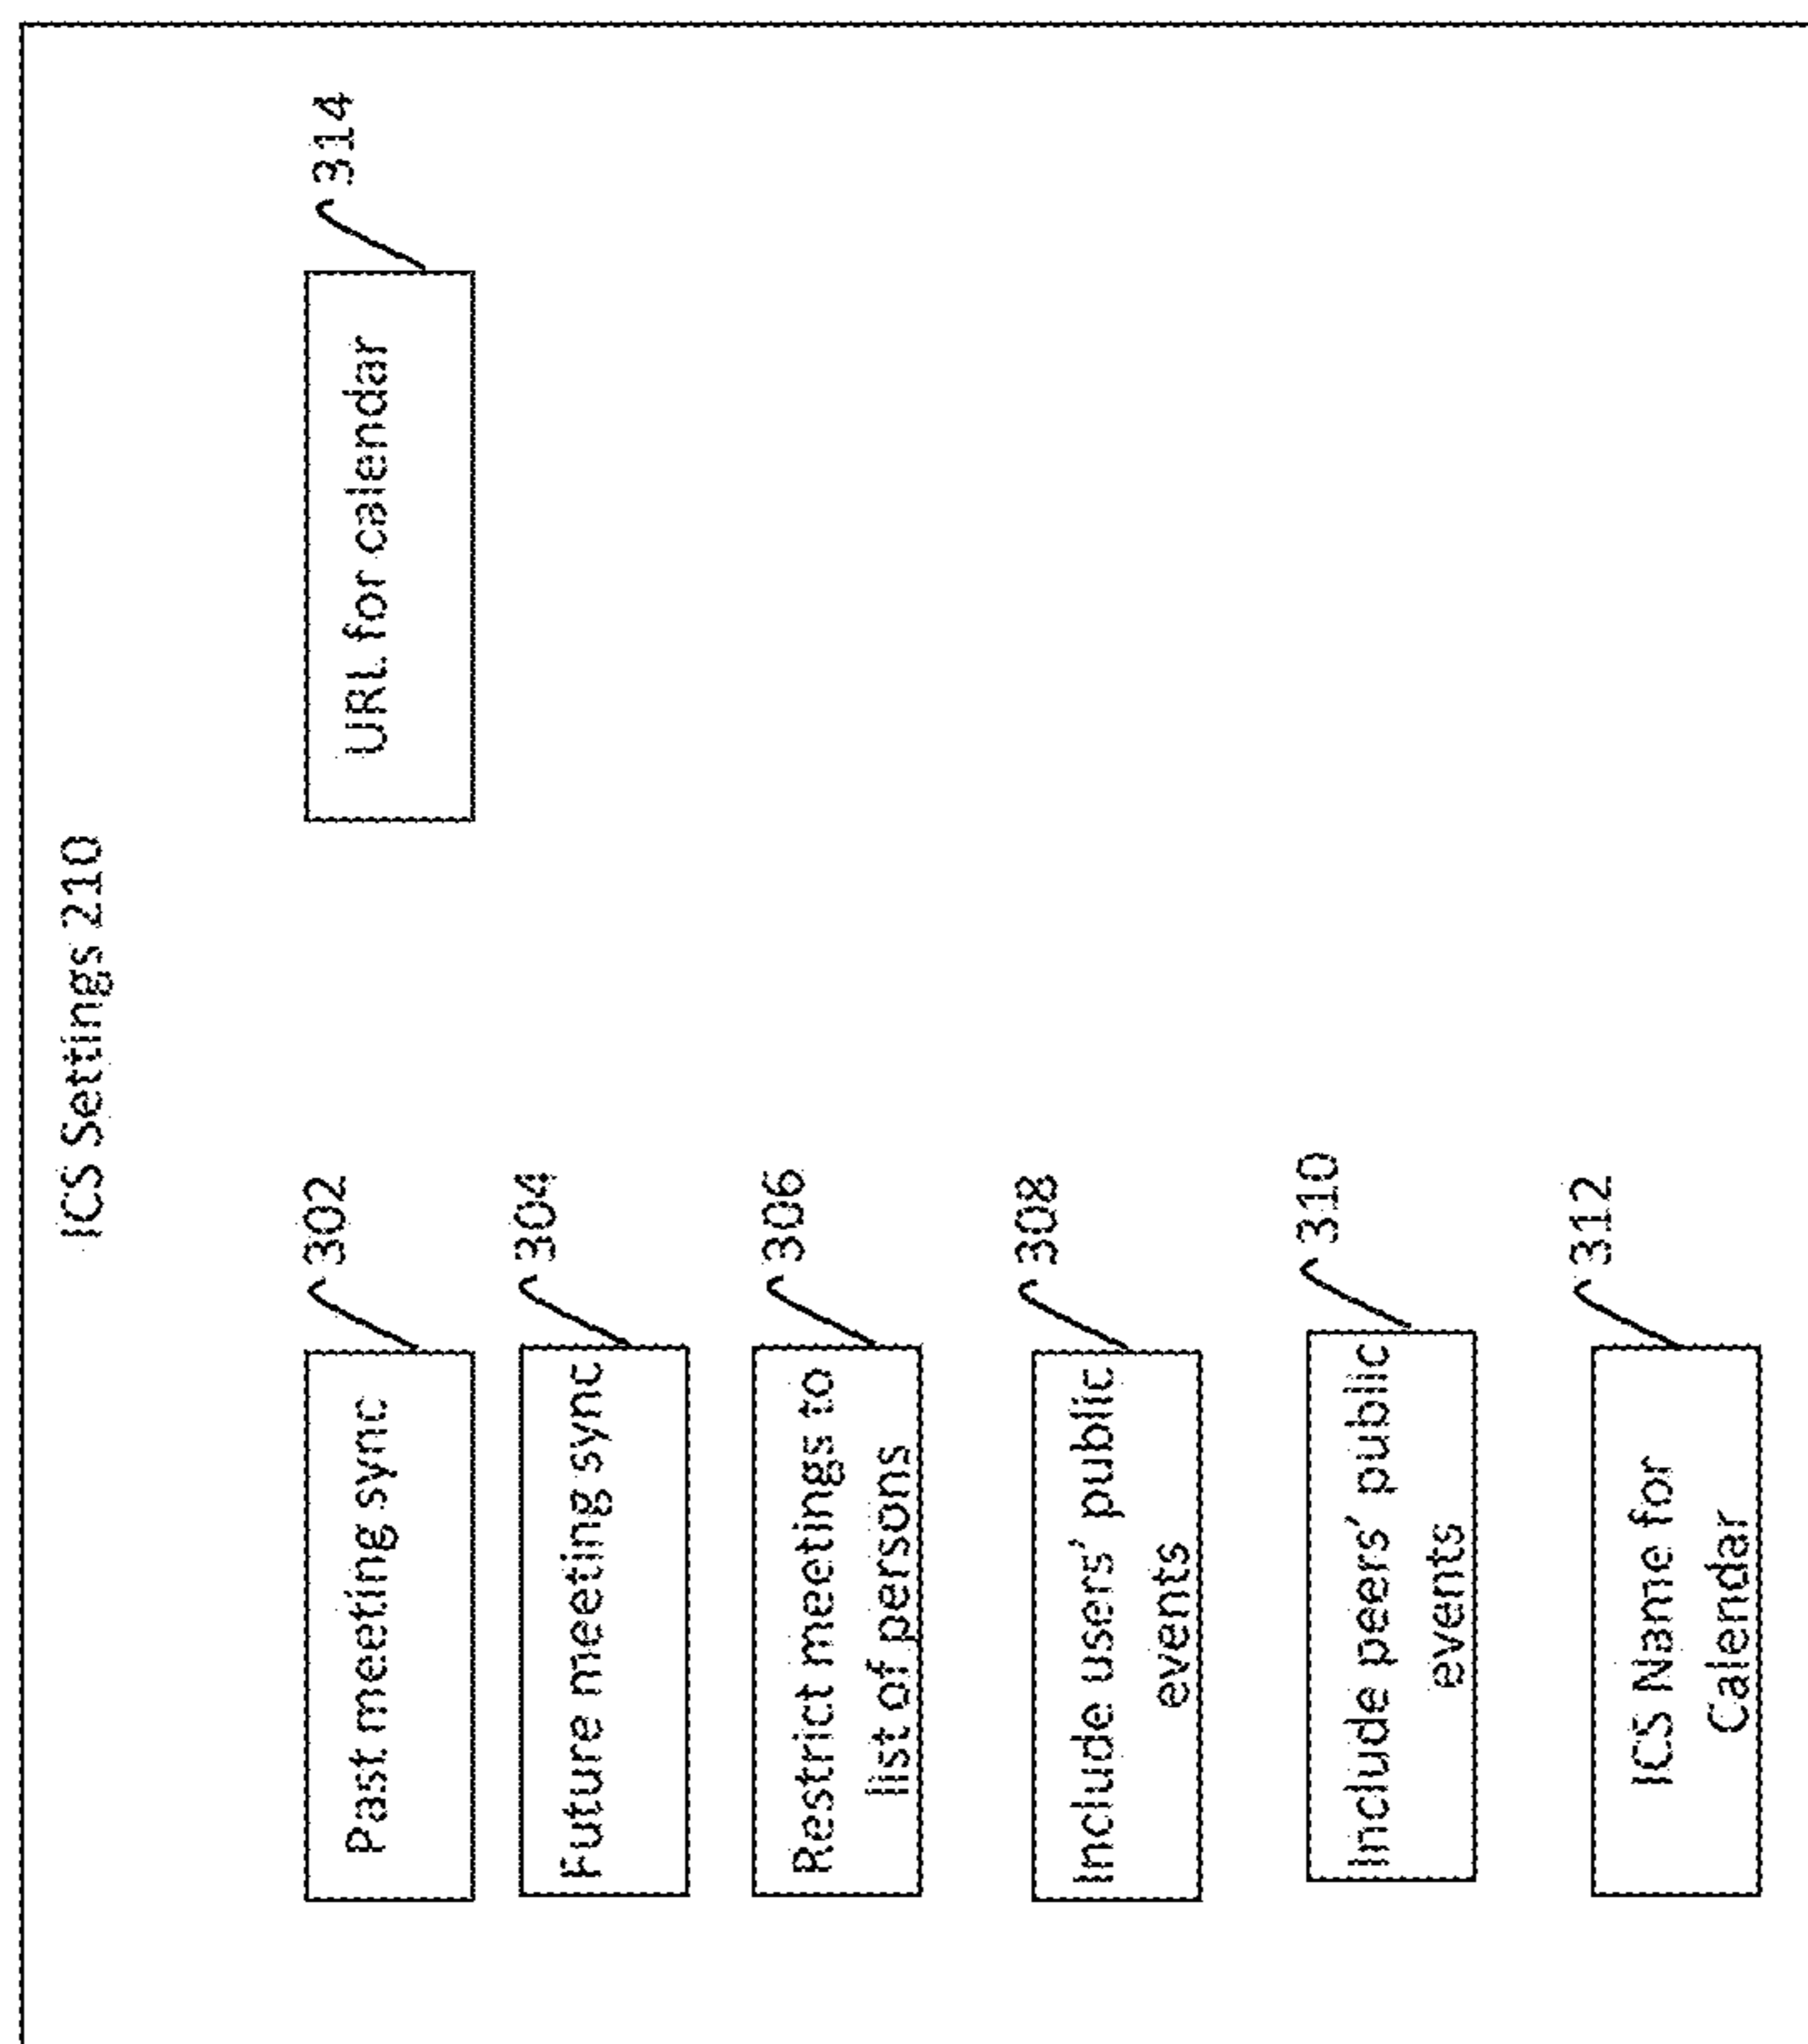 ICS Settings 210
Past meeting sync
302
Future meeting sync
304
Restrict meetings to
list of persons
306
Include users' public
events
308
Include peers' public
events
310
ICS Name for
Calendar
312
URL for calendar
314